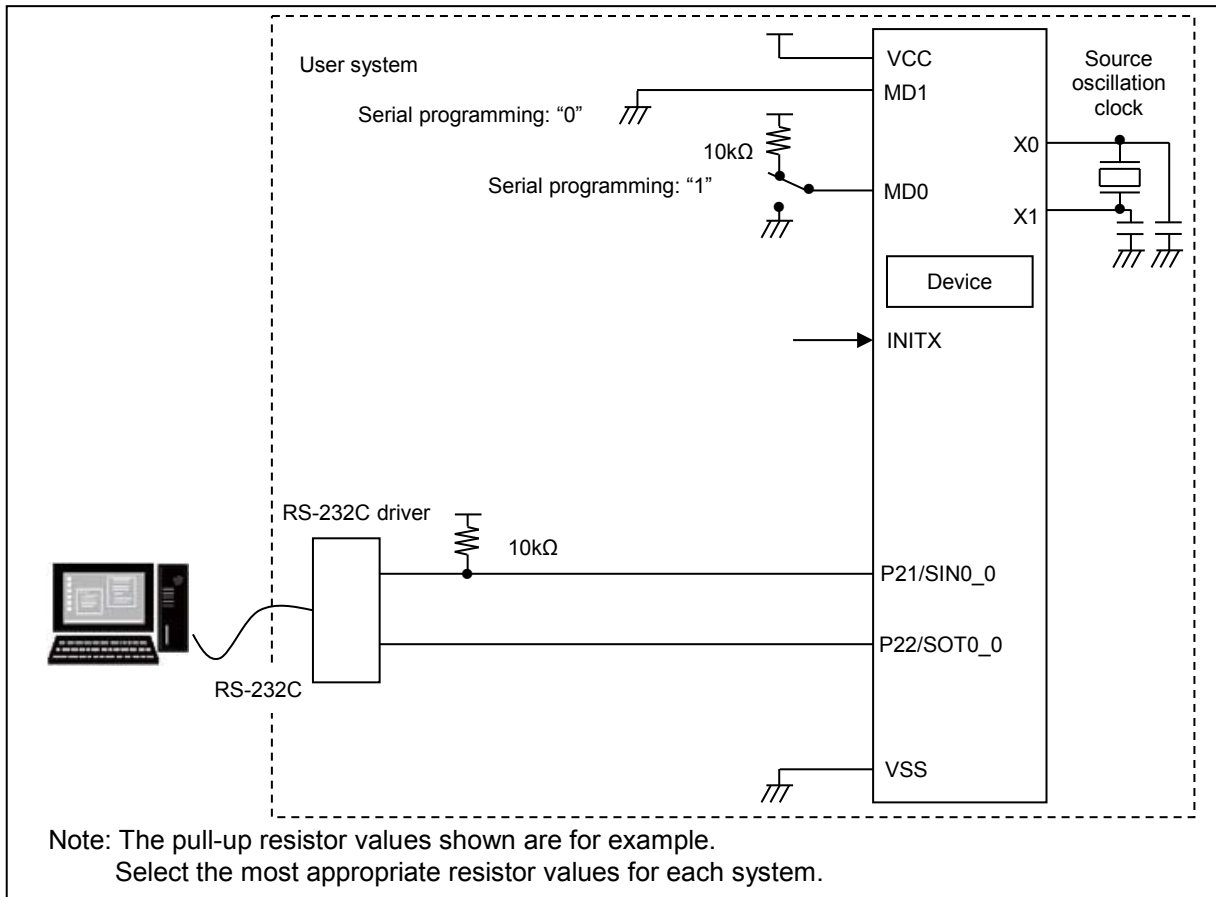 User system
VCC
Source
oscillation
clock
MD1
Serial programming: “0”
10kΩ
X0
Serial programming: “1”
MD0
X1
Device
INITX
RS-232C driver
10kΩ
P21/SIN0_0
P22/SOT0_0
RS-232C
VSS
Note: The pull-up resistor values shown are for example.
Select the most appropriate resistor values for each system.